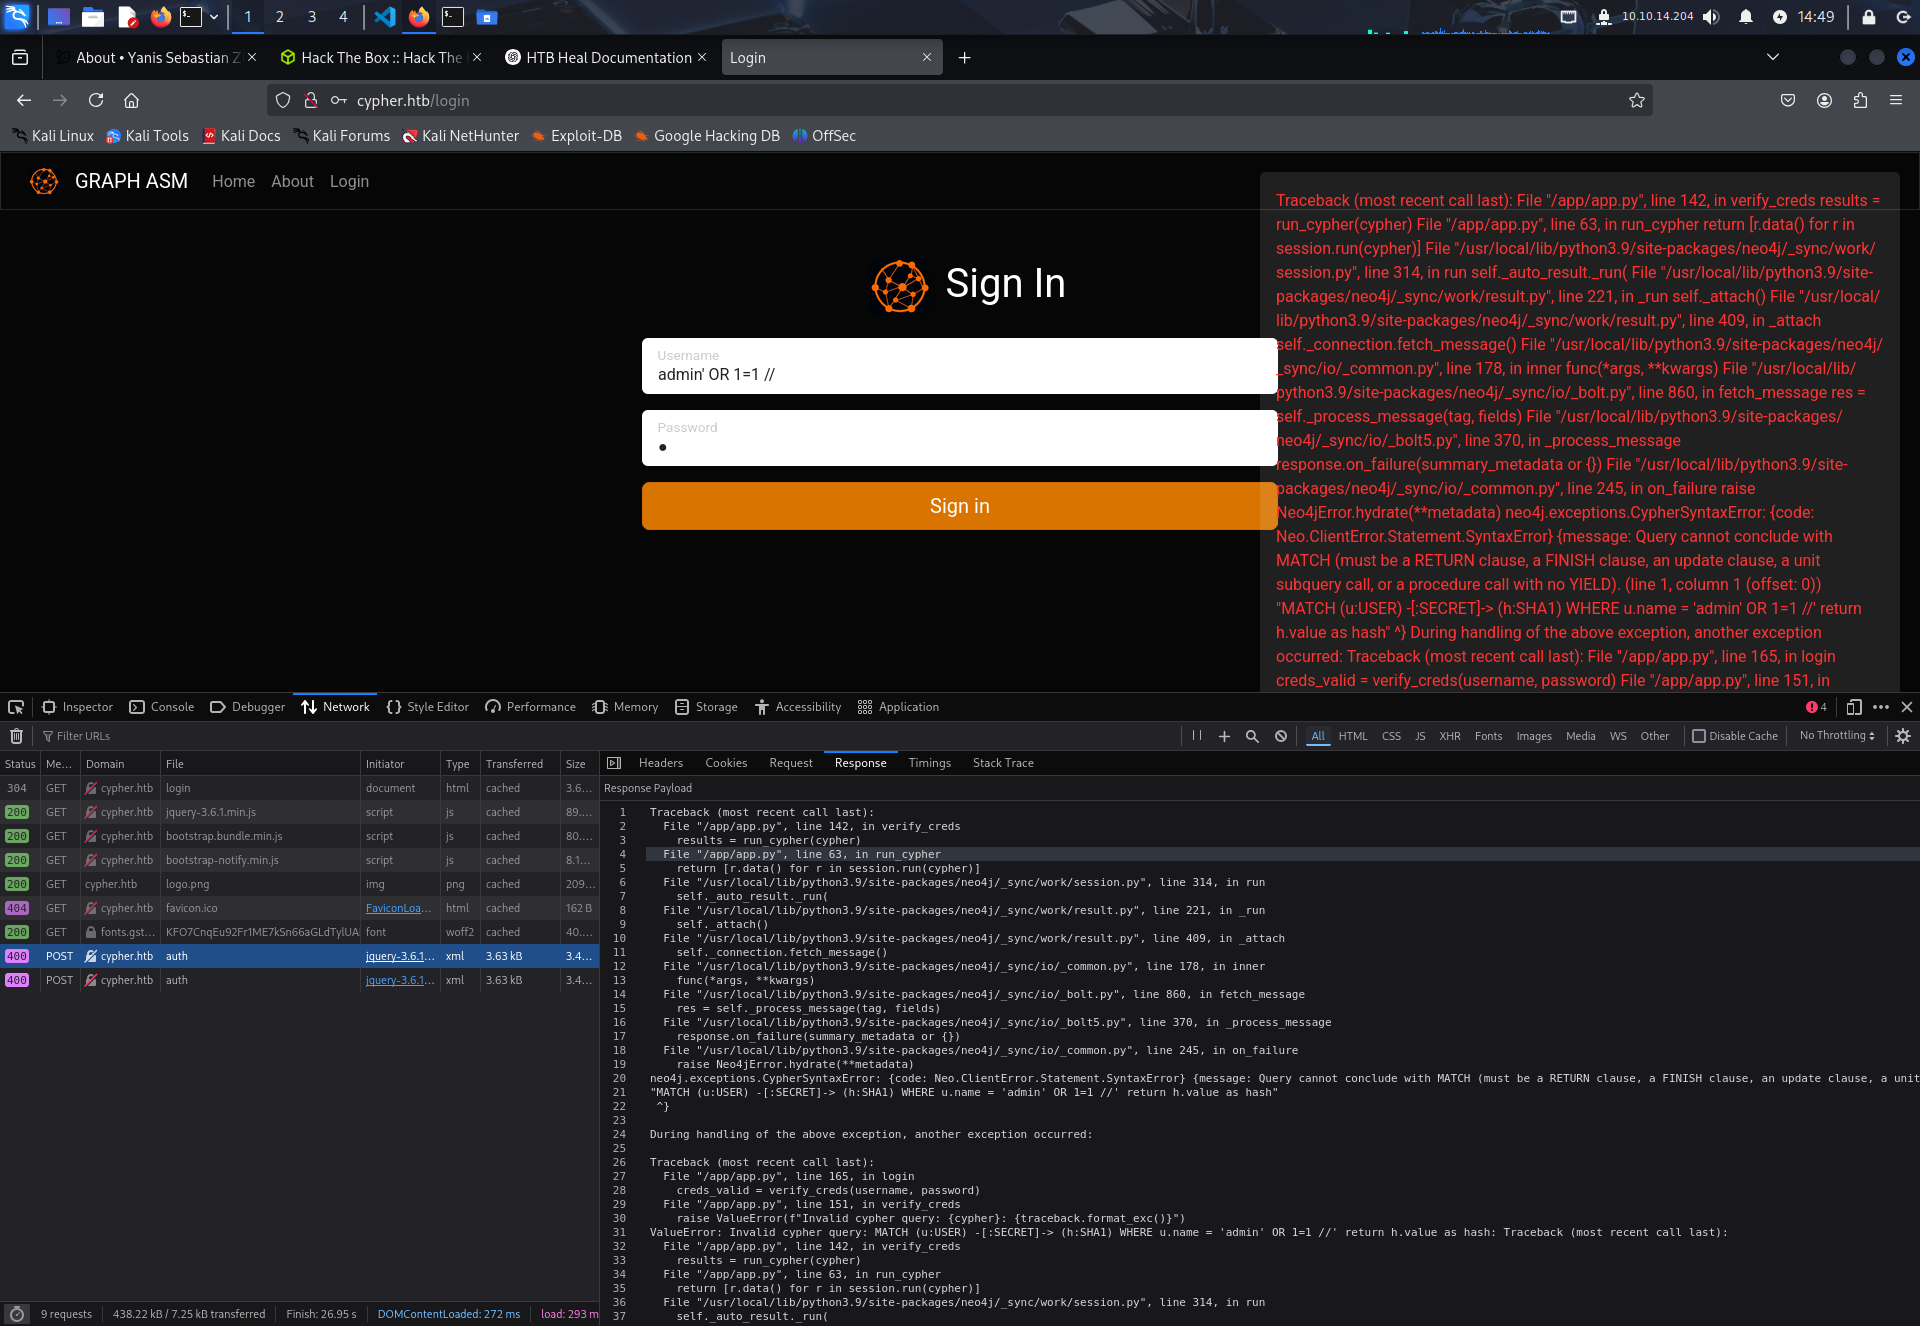 1 2 3 4 10.10.14.204 14:49
About • Yanis Sebastian Z
Hack The Box :: Hack The
HTB Heal Documentation
Login
cypher.htb/login
Kali Linux Kali Tools Kali Docs Kali Forums Kali NetHunter Exploit-DB Google Hacking DB OffSec
GRAPH ASM Home About Login
Sign In
Username
admin' OR 1=1 //
Password
Sign in
Traceback (most recent call last): File "/app/app.py", line 142, in verify_creds results =
run_cypher(cypher) File "/app/app.py", line 63, in run_cypher return [r.data() for r in
session.run(cypher)] File "/usr/local/lib/python3.9/site-packages/neo4j/_sync/work/
session.py", line 314, in run self._auto_result._run( File "/usr/local/lib/python3.9/site-
packages/neo4j/_sync/work/result.py", line 221, in _run self._attach() File "/usr/local/
lib/python3.9/site-packages/neo4j/_sync/work/result.py", line 409, in _attach
self._connection.fetch_message() File "/usr/local/lib/python3.9/site-packages/neo4j/
_sync/io/_common.py", line 178, in inner func(*args, **kwargs) File "/usr/local/lib/
python3.9/site-packages/neo4j/_sync/io/_bolt.py", line 860, in fetch_message res =
self._process_message(tag, fields) File "/usr/local/lib/python3.9/site-packages/
neo4j/_sync/io/_bolt5.py", line 370, in _process_message
response.on_failure(summary_metadata or {}) File "/usr/local/lib/python3.9/site-
packages/neo4j/_sync/io/_common.py", line 245, in on_failure raise
Neo4jError.hydrate(**metadata) neo4j.exceptions.CypherSyntaxError: {code:
Neo.ClientError.Statement.SyntaxError} {message: Query cannot conclude with
MATCH (must be a RETURN clause, a FINISH clause, an update clause, a unit
subquery call, or a procedure call with no YIELD). (line 1, column 1 (offset: 0))
"MATCH (u:USER) -[:SECRET]-> (h:SHA1) WHERE u.name = 'admin' OR 1=1 //' return
h.value as hash" ^} During handling of the above exception, another exception
occurred: Traceback (most recent call last): File "/app/app.py", line 165, in login
creds_valid = verify_creds(username, password) File "/app/app.py", line 151, in
Inspector Console Debugger Network Style Editor Performance Memory Storage Accessibility Application 4
Filter URLs All HTML CSS JS XHR Fonts Images Media WS Other Disable Cache No Throttling
Status Me... Domain File Initiator Type Transferred Size
304 GET cypher.htb login document html cached 3.6...
200 GET cypher.htb jquery-3.6.1.min.js script js cached 89....
200 GET cypher.htb bootstrap.bundle.min.js script js cached 80....
200 GET cypher.htb bootstrap-notify.min.js script js cached 8.1...
200 GET cypher.htb logo.png img png cached 209...
404 GET cypher.htb favicon.ico FaviconLoa... html cached 162 B
200 GET fonts.gst... KFO7CnqEu92Fr1ME7kSn66aGLdTylUA font woff2 cached 40....
400 POST cypher.htb auth jquery-3.6.1... xml 3.63 kB 3.4...
400 POST cypher.htb auth jquery-3.6.1... xml 3.63 kB 3.4...
9 requests 438.22 kB / 7.25 kB transferred Finish: 26.95 s DOMContentLoaded: 272 ms load: 293 m
Headers Cookies Request Response Timings Stack Trace
Response Payload
1 Traceback (most recent call last):
2 File "/app/app.py", line 142, in verify_creds
3 results = run_cypher(cypher)
4 File "/app/app.py", line 63, in run_cypher
5 return [r.data() for r in session.run(cypher)]
6 File "/usr/local/lib/python3.9/site-packages/neo4j/_sync/work/session.py", line 314, in run
7 self._auto_result._run(
8 File "/usr/local/lib/python3.9/site-packages/neo4j/_sync/work/result.py", line 221, in _run
9 self._attach()
10 File "/usr/local/lib/python3.9/site-packages/neo4j/_sync/work/result.py", line 409, in _attach
11 self._connection.fetch_message()
12 File "/usr/local/lib/python3.9/site-packages/neo4j/_sync/io/_common.py", line 178, in inner
13 func(*args, **kwargs)
14 File "/usr/local/lib/python3.9/site-packages/neo4j/_sync/io/_bolt.py", line 860, in fetch_message
15 res = self._process_message(tag, fields)
16 File "/usr/local/lib/python3.9/site-packages/neo4j/_sync/io/_bolt5.py", line 370, in _process_message
17 response.on_failure(summary_metadata or {})
18 File "/usr/local/lib/python3.9/site-packages/neo4j/_sync/io/_common.py", line 245, in on_failure
19 raise Neo4jError.hydrate(**metadata)
20 neo4j.exceptions.CypherSyntaxError: {code: Neo.ClientError.Statement.SyntaxError} {message: Query cannot conclude with MATCH (must be a RETURN clause, a FINISH clause, an update clause, a unit
21 "MATCH (u:USER) -[:SECRET]-> (h:SHA1) WHERE u.name = 'admin' OR 1=1 //' return h.value as hash"
22 ^}
23
24 During handling of the above exception, another exception occurred:
25
26 Traceback (most recent call last):
27 File "/app/app.py", line 165, in login
28 creds_valid = verify_creds(username, password)
29 File "/app/app.py", line 151, in verify_creds
30 raise ValueError(f"Invalid cypher query: {cypher}: {traceback.format_exc()}")
31 ValueError: Invalid cypher query: MATCH (u:USER) -[:SECRET]-> (h:SHA1) WHERE u.name = 'admin' OR 1=1 //' return h.value as hash: Traceback (most recent call last):
32 File "/app/app.py", line 142, in verify_creds
33 results = run_cypher(cypher)
34 File "/app/app.py", line 63, in run_cypher
35 return [r.data() for r in session.run(cypher)]
36 File "/usr/local/lib/python3.9/site-packages/neo4j/_sync/work/session.py", line 314, in run
37 self._auto_result._run(